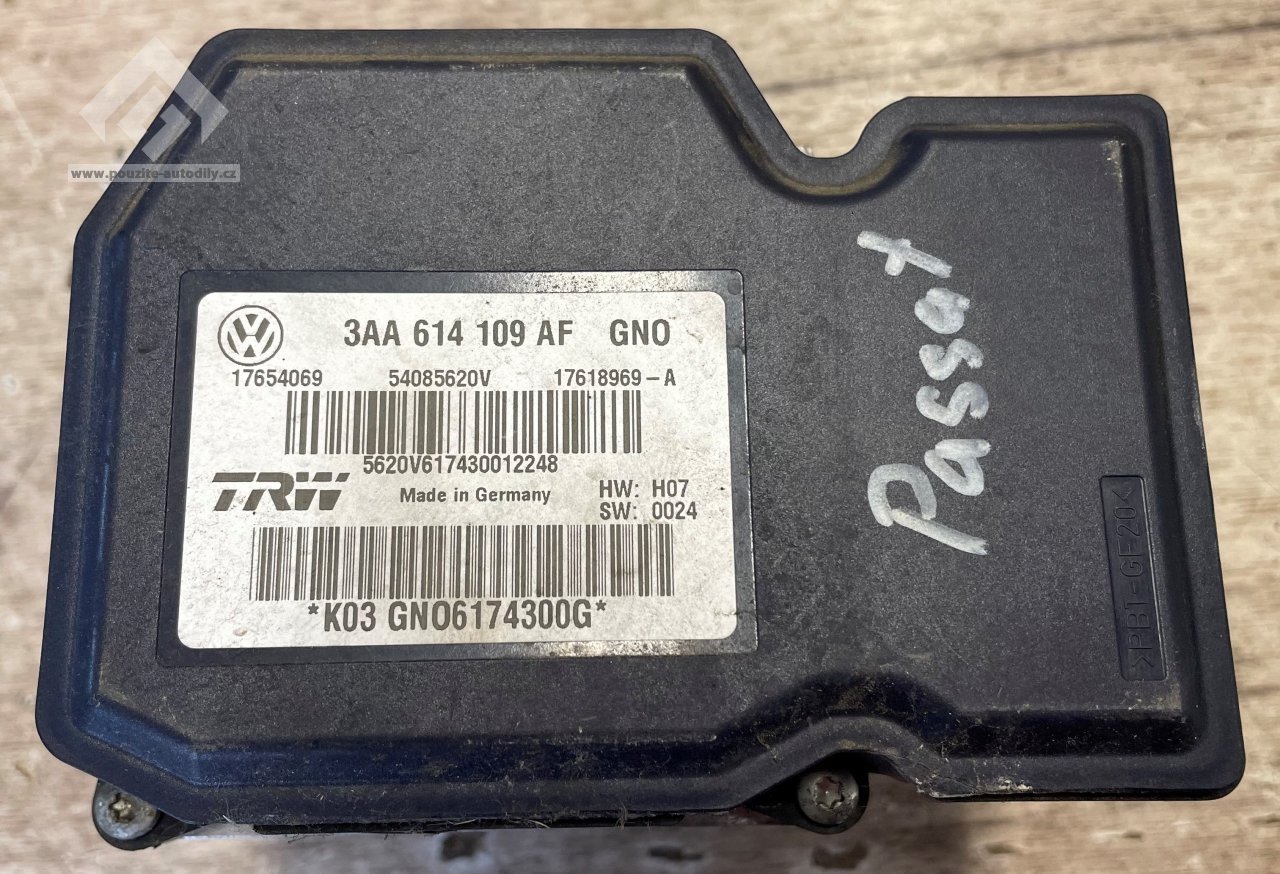 www.pouzite-autodily.cz
VW
3AA 614 109 AF GNO
17654069 54085620V 17618969-A
5620V617430012248
TRW Made in Germany HW: H07
SW: 0024
*K03 GNO6174300G*
Passat
>PBT-GF20<